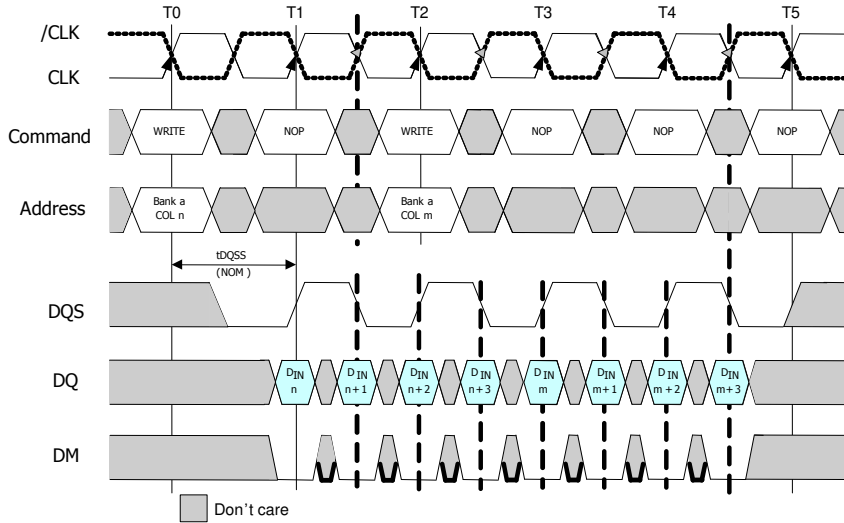 T0 T1 T2 T3 T4 T5
/CLK
CLK
Command WRITE NOP WRITE NOP NOP NOP
Address Bank a COL n Bank a COL m
tDQSS
(NOM )
DQS
DQ DIN n DIN n+1 DIN n+2 DIN n+3 DIN m DIN m+1 DIN m+2 DIN m+3
DM
Don't care